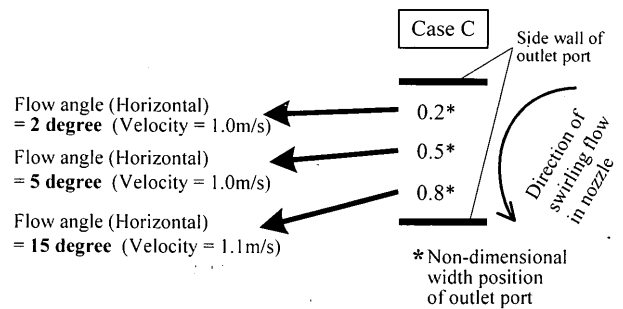 Case C
Side wall of
outlet port
Flow angle (Horizontal)
= 2 degree (Velocity = 1.0m/s)
0.2*
Flow angle (Horizontal)
= 5 degree (Velocity = 1.0m/s)
0.5*
Flow angle (Horizontal)
= 15 degree (Velocity = 1.1m/s)
0.8*
Direction of
swirling flow
in nozzle
* Non-dimensional
width position
of outlet port